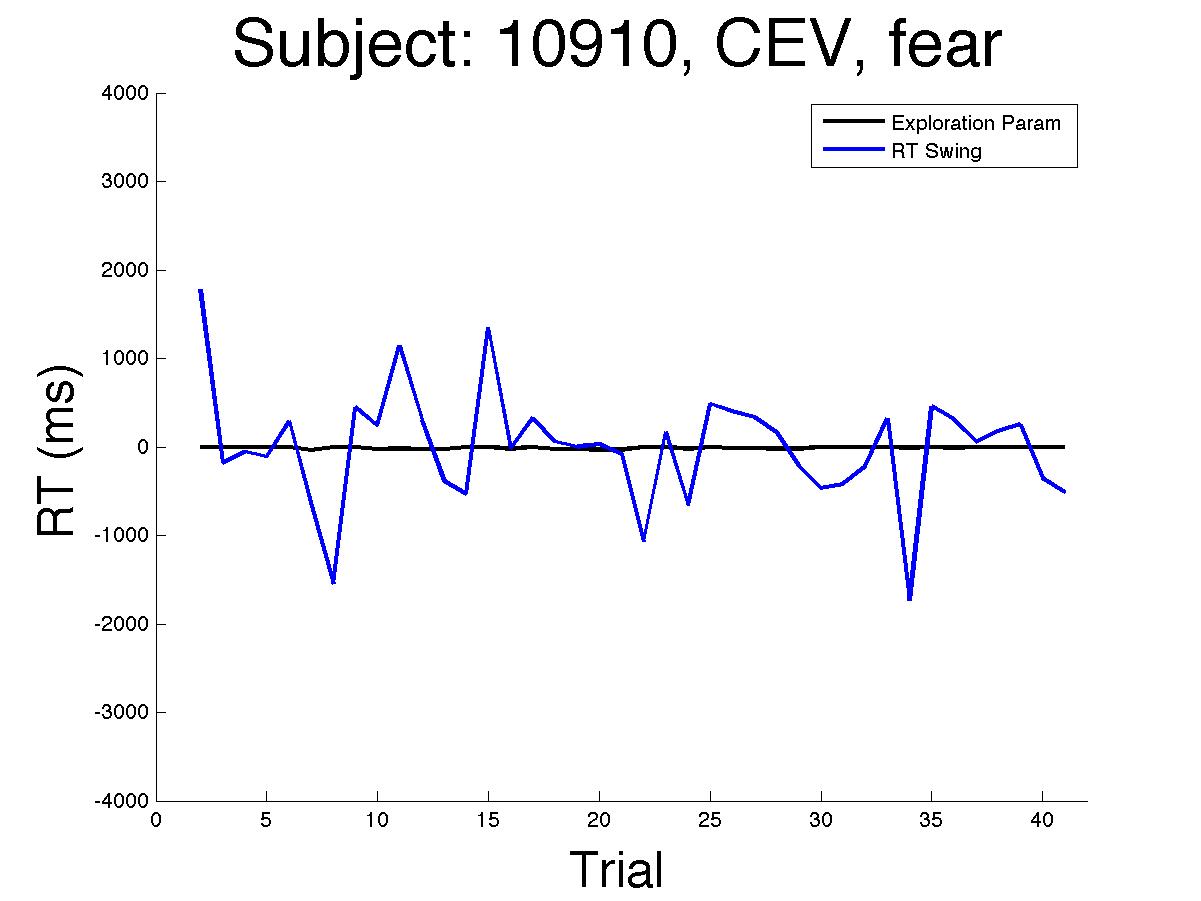 Subject: 10910, CEV, fear
4000
3000
2000
1000
0
-1000
-2000
-3000
-4000
RT (ms)
Exploration Param
RT Swing
0 5 10 15 20 25 30 35 40
Trial